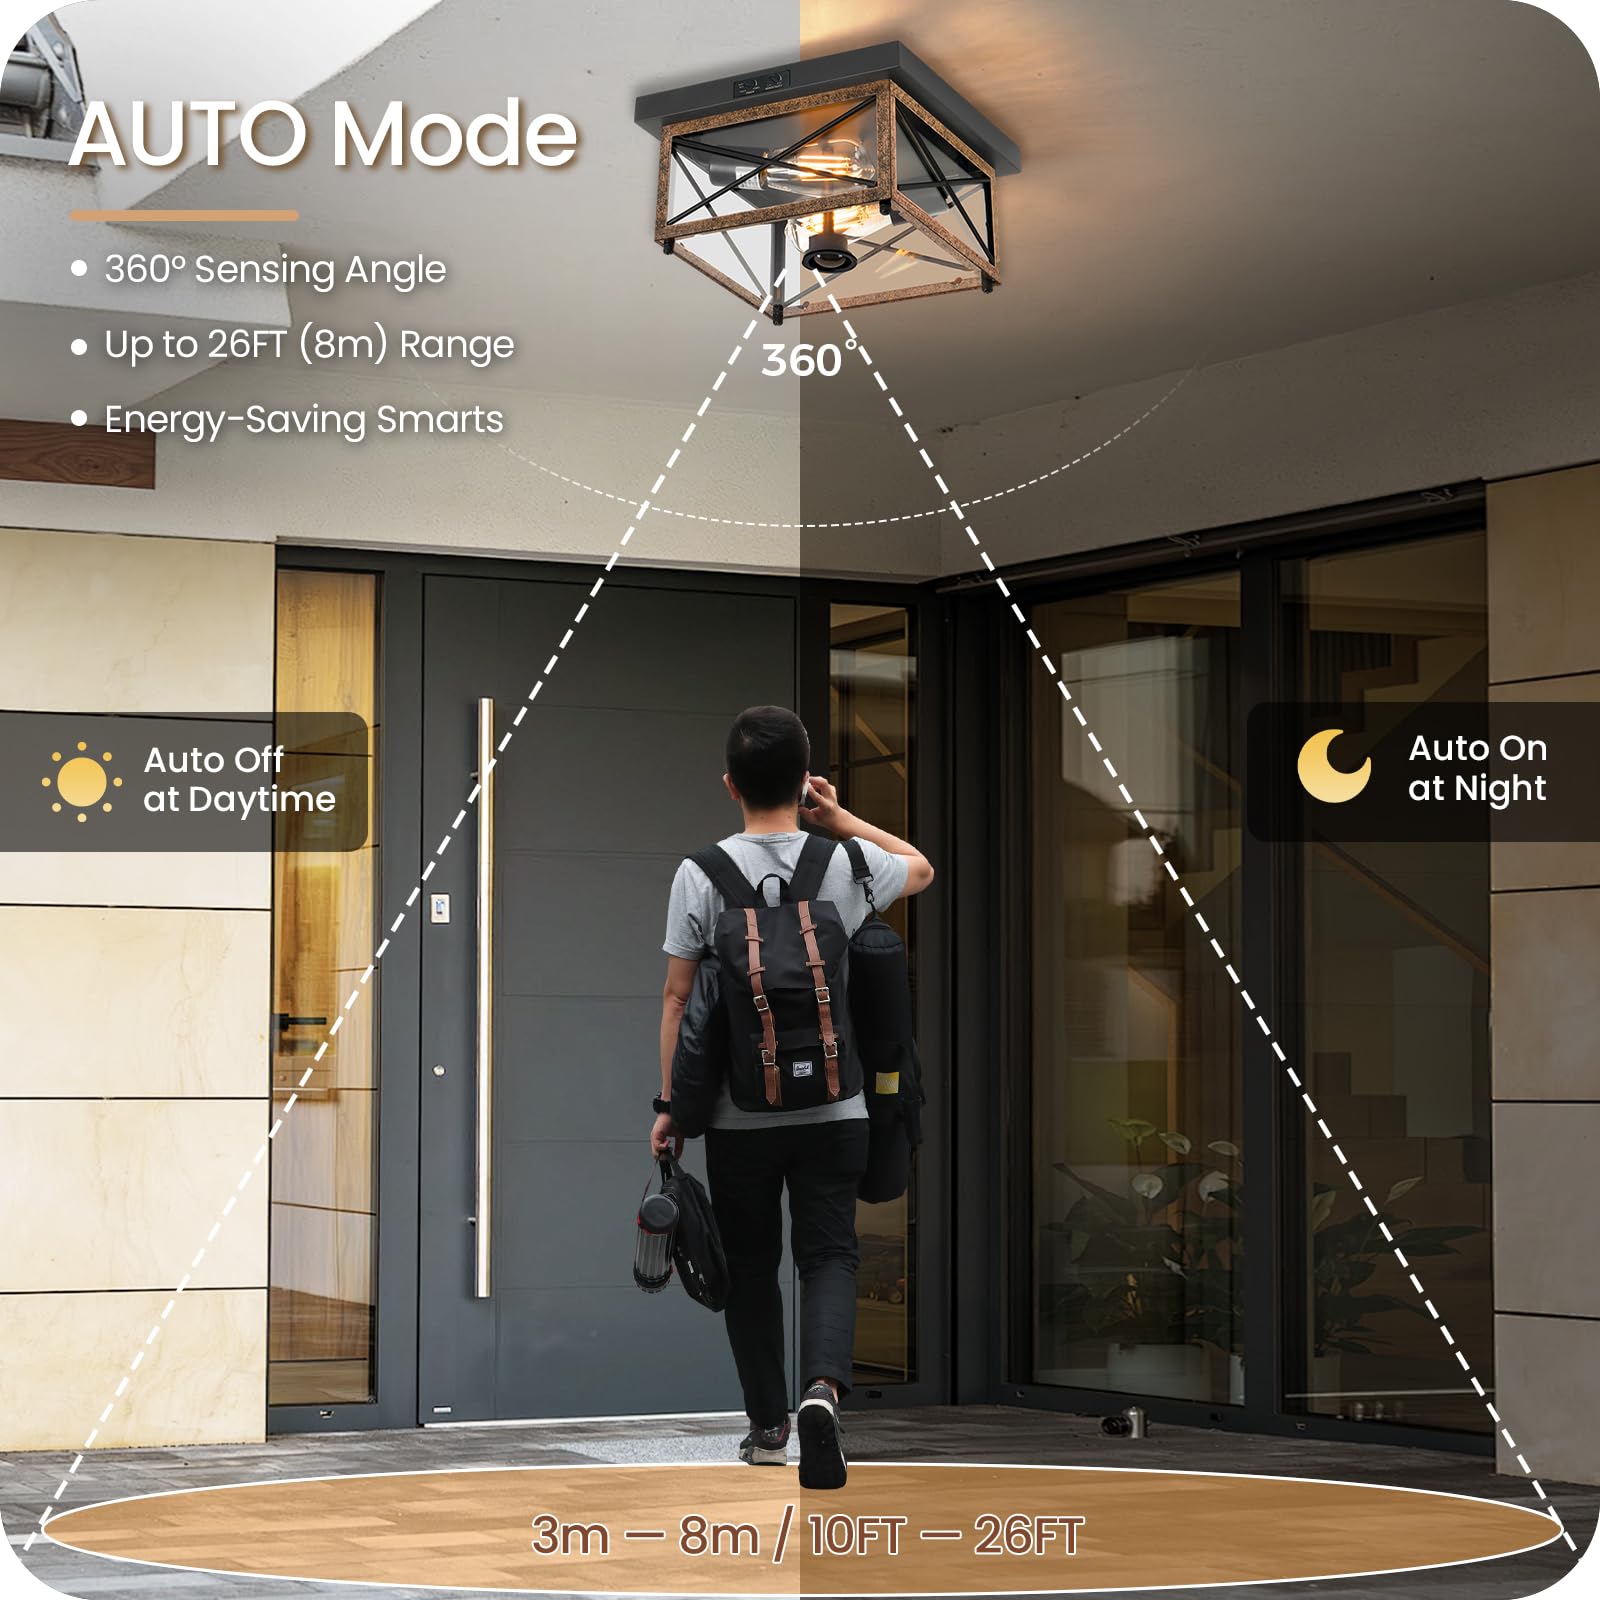 AUTO Mode
360° Sensing Angle
Up to 26FT (8m) Range
Energy-Saving Smarts
360°
Auto Off
at Daytime
Auto On
at Night
3m — 8m / 10FT — 26FT